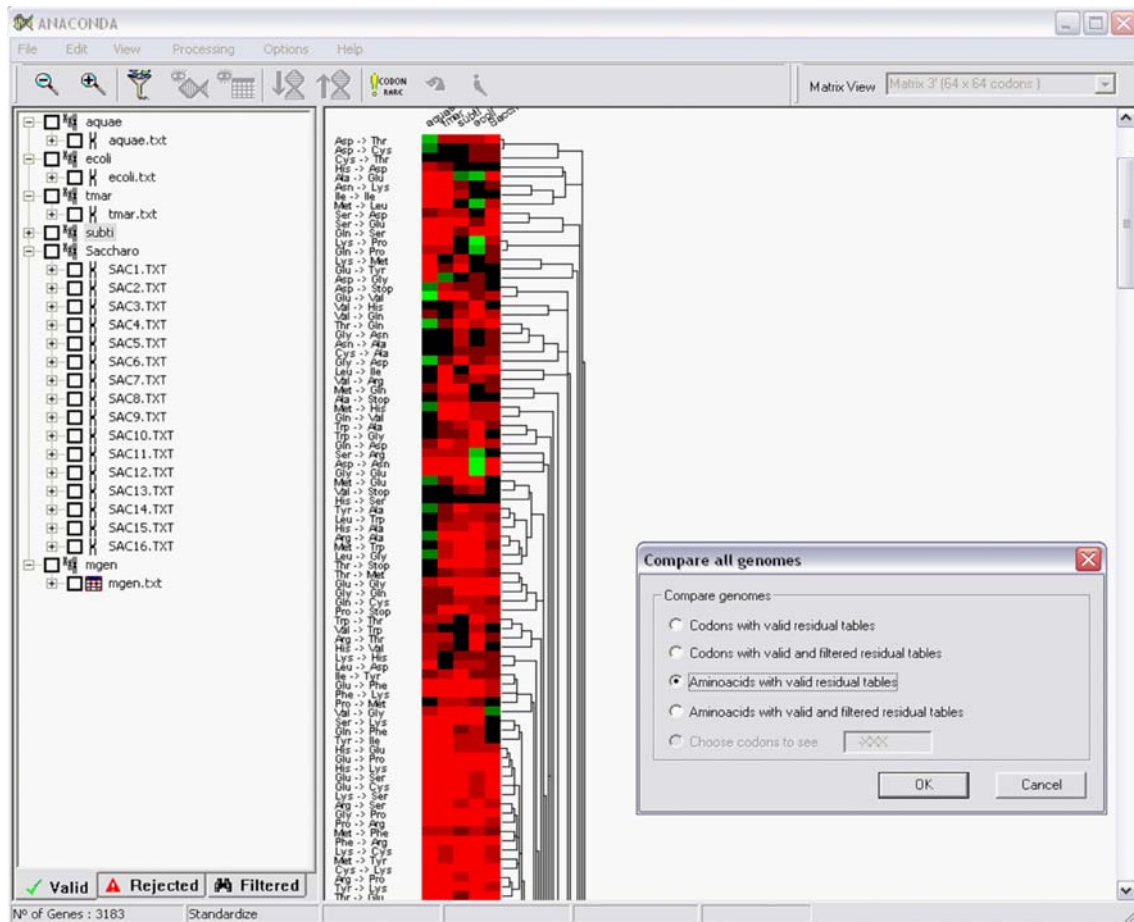 ANACONDA
File Edit View Processing Options Help
CODON
RARC
Matrix View Matrix 3' (64 x 64 codons )
aquae
aquae.txt
ecoli
ecoli.txt
tmar
tmar.txt
subti
Saccharo
SAC1.TXT
SAC2.TXT
SAC3.TXT
SAC4.TXT
SAC5.TXT
SAC6.TXT
SAC7.TXT
SAC8.TXT
SAC9.TXT
SAC10.TXT
SAC11.TXT
SAC12.TXT
SAC13.TXT
SAC14.TXT
SAC15.TXT
SAC16.TXT
mgen
mgen.txt
Valid Rejected Filtered
Nº of Genes : 3183 Standardize
aquae tmar subti ecoli Sacch
Asp -> Thr
Asp -> Cys
Cys -> Thr
His -> Asp
Ala -> Glu
Asn -> Lys
Ile -> Ile
Met -> Leu
Ser -> Asp
Ser -> Glu
Gln -> Ser
Lys -> Pro
Gln -> Pro
Lys -> Met
Glu -> Tyr
Asp -> Gly
Asp -> Stop
Glu -> Val
Val -> His
Val -> Gln
Thr -> Gln
Gly -> Asn
Asn -> Ala
Cys -> Ala
Gly -> Asp
Leu -> Ile
Val -> Arg
Met -> Gln
Ala -> Stop
Met -> His
Gln -> Val
Trp -> Ala
Trp -> Gly
Gln -> Asp
Ser -> Arg
Asp -> Asn
Gly -> Glu
Met -> Glu
Val -> Stop
His -> Ser
Tyr -> Ala
Leu -> Trp
His -> Ala
Arg -> Ala
Met -> Trp
Leu -> Gly
Thr -> Stop
Thr -> Met
Glu -> Gly
Gly -> Gln
Gln -> Cys
Pro -> Stop
Trp -> Thr
Val -> Trp
Arg -> Thr
His -> Val
Lys -> His
Leu -> Asp
Ile -> Tyr
Glu -> Phe
Phe -> Lys
Pro -> Met
Val -> Gly
Ser -> Lys
Gln -> Phe
Tyr -> Ile
His -> Glu
Glu -> Pro
His -> Lys
Glu -> Ser
Glu -> Cys
Lys -> Ser
Arg -> Ser
Gly -> Pro
Pro -> Arg
Met -> Phe
Phe -> Arg
Lys -> Cys
Met -> Tyr
Cys -> Lys
Arg -> Pro
Tyr -> Lys
Thr -> Glu
Compare all genomes
Compare genomes
Codons with valid residual tables
Codons with valid and filtered residual tables
Aminoacids with valid residual tables
Aminoacids with valid and filtered residual tables
Choose codons to see
OK Cancel